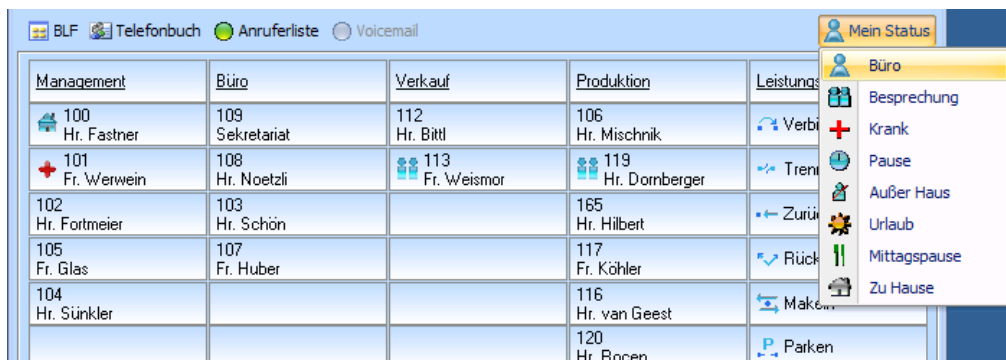 BLF Telefonbuch Anruferliste Voicemail Mein Status
Management Büro Verkauf Produktion
100 109 112 106
Hr. Fastner Sekretariat Hr. Bittl Hr. Mischnik
101 108 113 119
Fr. Werwein Hr. Noetzli Fr. Weismor Hr. Dornberger
102 103 165
Hr. Fortmeier Hr. Schön Hr. Hilbert
105 107 117
Fr. Glas Fr. Huber Fr. Köhler
104 116
Hr. Sünkler Hr. van Geest
120
Parken
Büro
Besprechung
Krank
Pause
Außer Haus
Urlaub
Mittagspause
Zu Hause